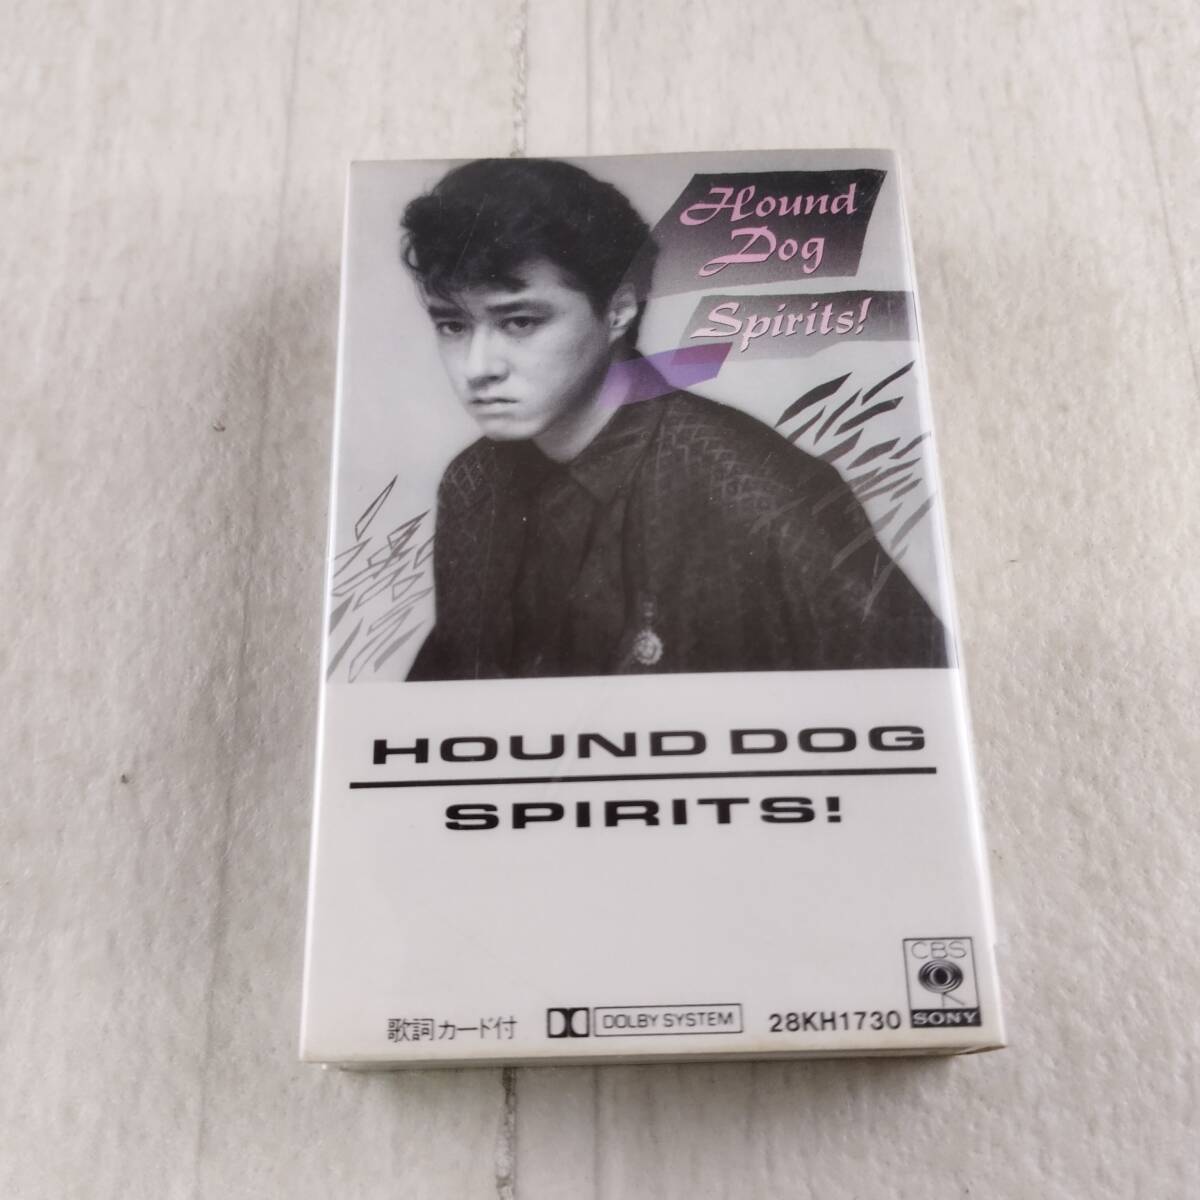 Hound
Dog
Spirits!
HOUND DOG
SPIRITS!
歌詞カード付
DOLBY SYSTEM
28KH1730
CBS
SONY